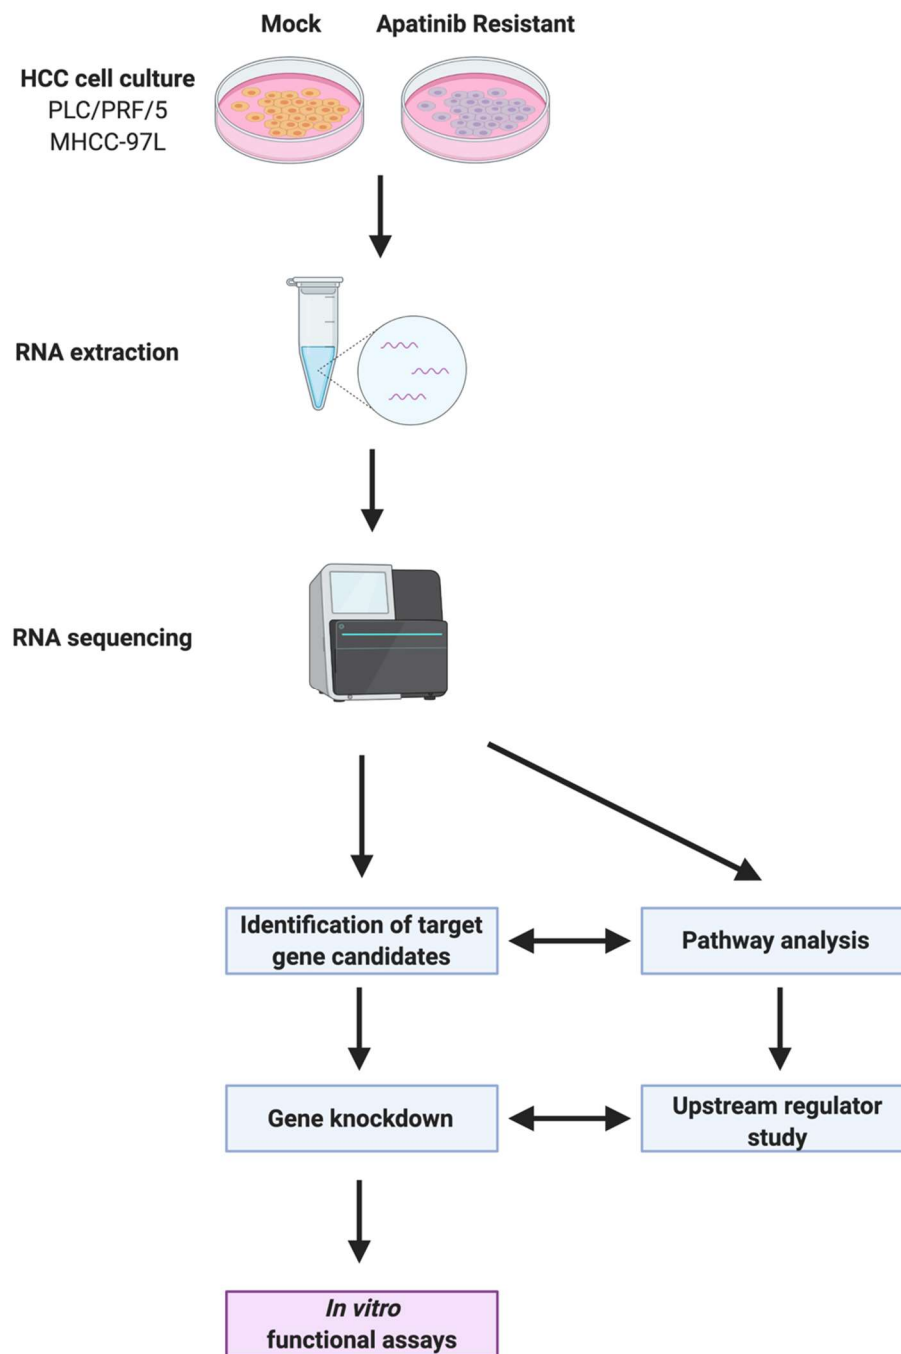 Mock
Apatinib Resistant
HCC cell culture
PLC/PRF/5
MHCC-97L
RNA extraction
RNA sequencing
Identification of target
gene candidates
Pathway analysis
Gene knockdown
Upstream regulator
study
In vitro
functional assays